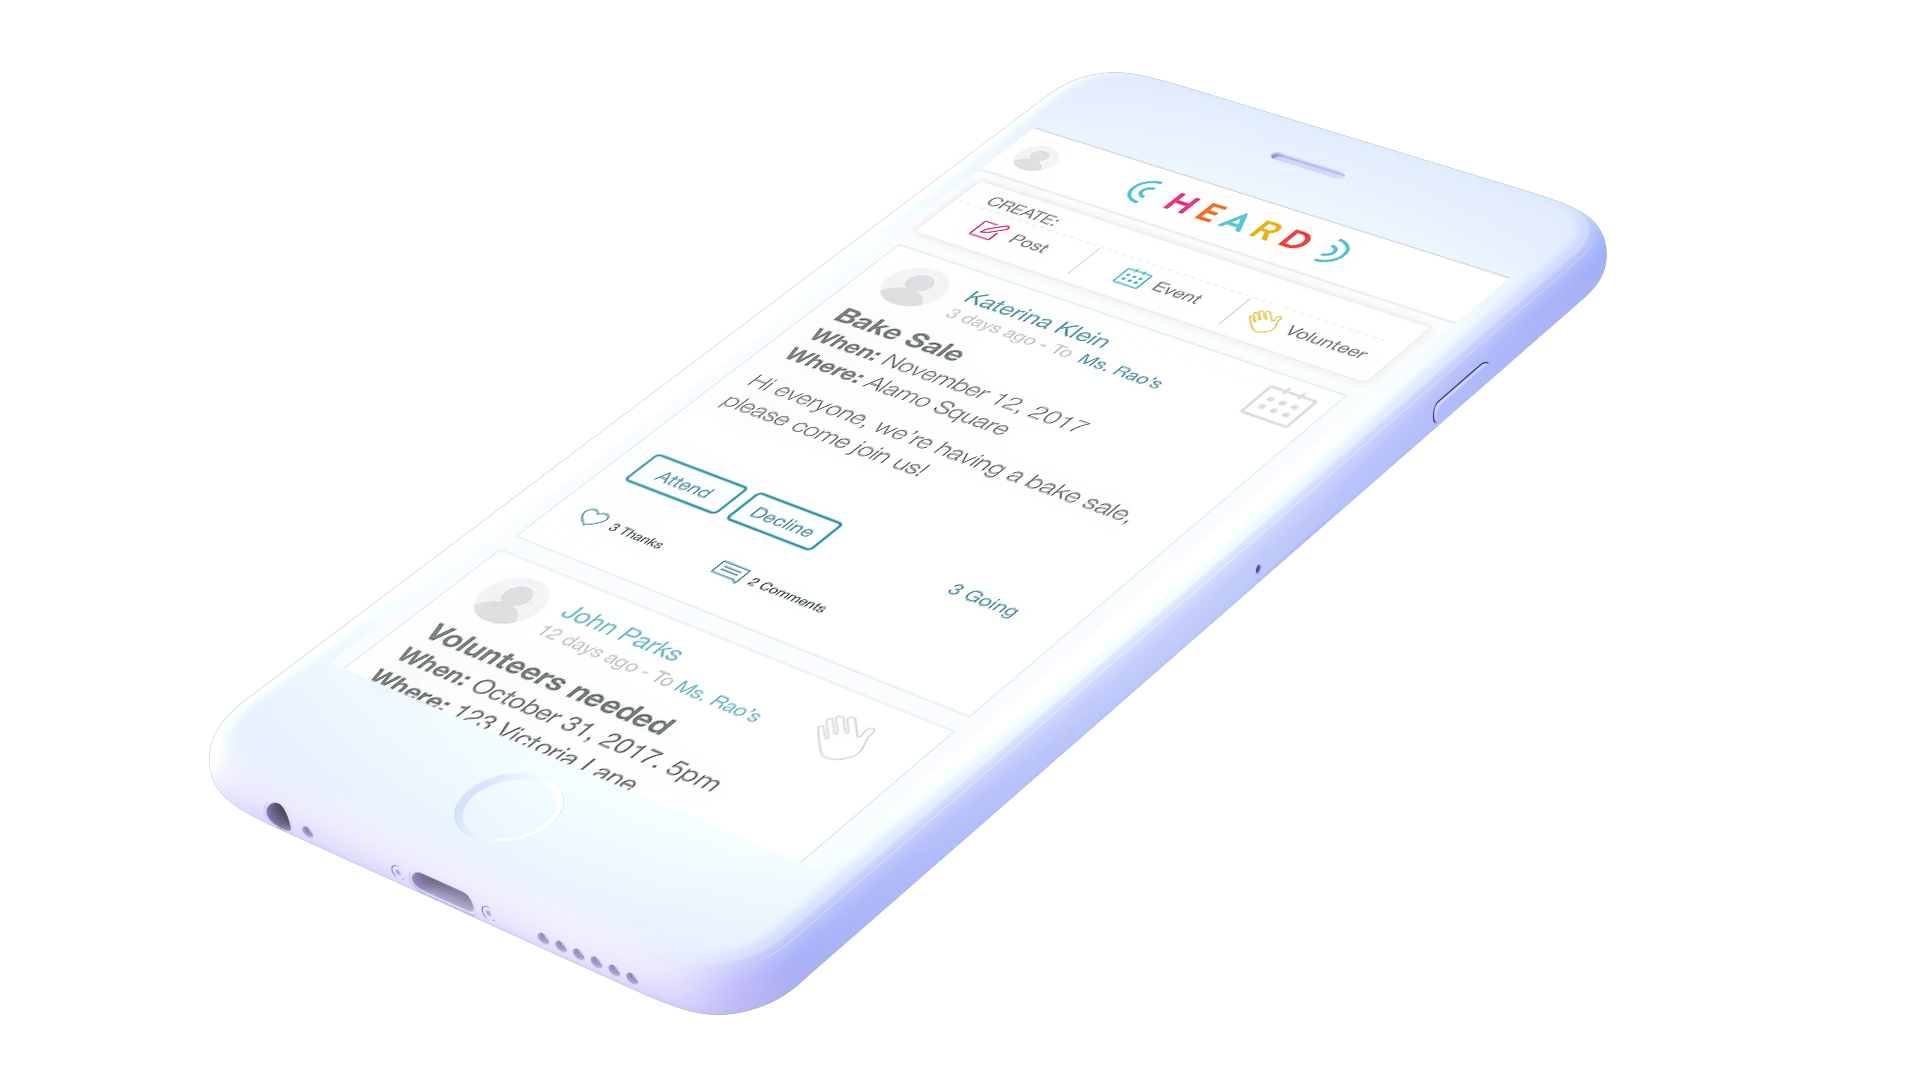 HEARD
CREATE:
Post
Event
Volunteer
Katerina Klein
3 days ago - To Ms. Rao's
Bake Sale
When: November 12, 2017
Where: Alamo Square
Hi everyone, we're having a bake sale,
please come join us!
Attend
Decline
3 Thanks
2 Comments
3 Going
John Parks
12 days ago - To Ms. Rao's
Volunteers needed
When: October 31, 2017. 5pm
Where: 123 Victoria Lane